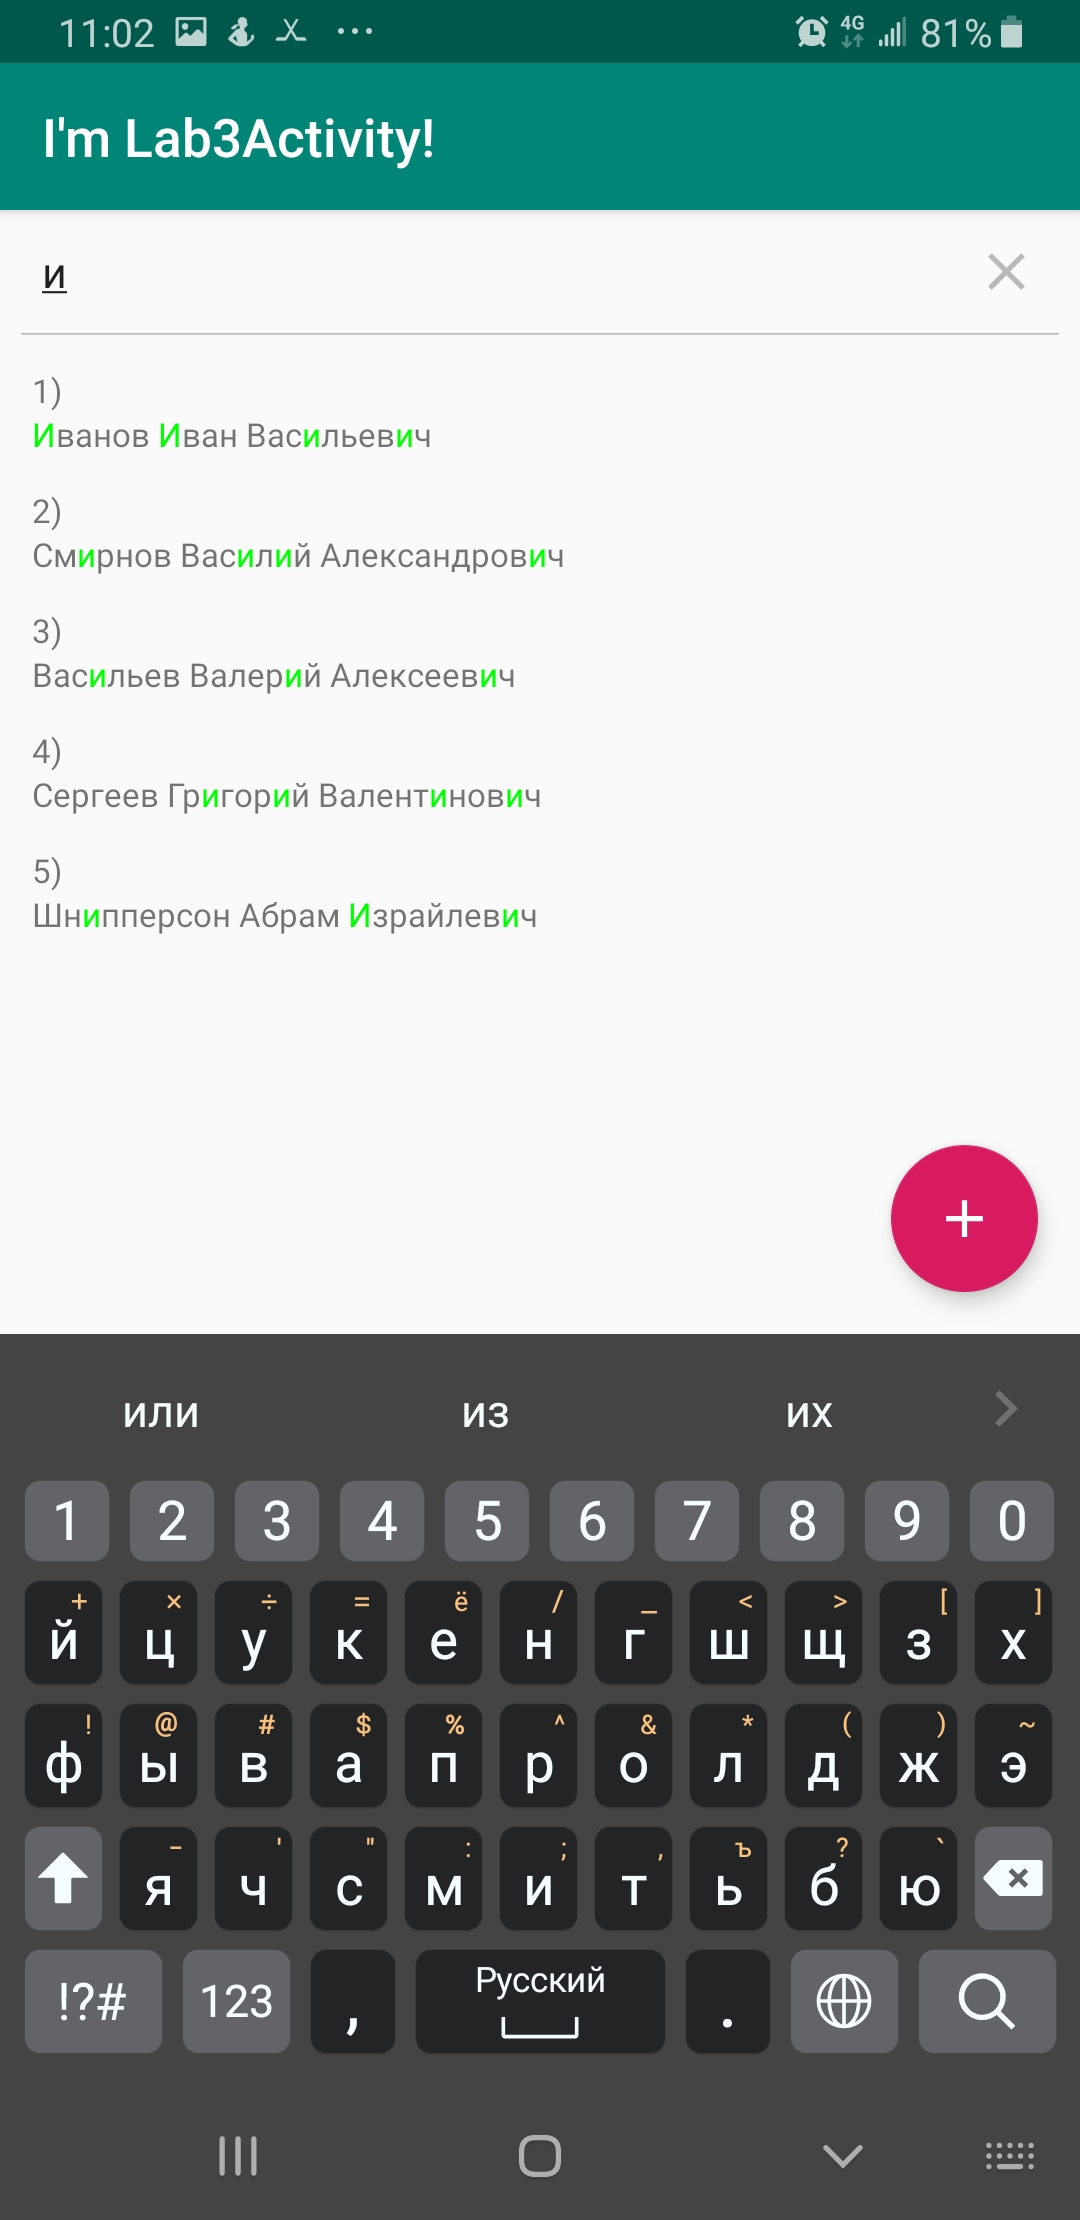 11:02 4G 81%
I'm Lab3Activity!
и
1)
Иванов Иван Васильевич
2)
Смирнов Василий Александрович
3)
Васильев Валерий Алексеевич
4)
Сергеев Григорий Валентинович
5)
Шнипперсон Абрам Израйлевич
+
или из их
1 2 3 4 5 6 7 8 9 0
+ × ÷ = ё / _ < > [ ]
й ц у к е н г ш щ з х
! @ # $ % ^ & * ( ) ~
ф ы в а п р о л д ж э
- ' " : ; , ъ ? `
я ч с м и т ь б ю
!?# 123 , Русский .